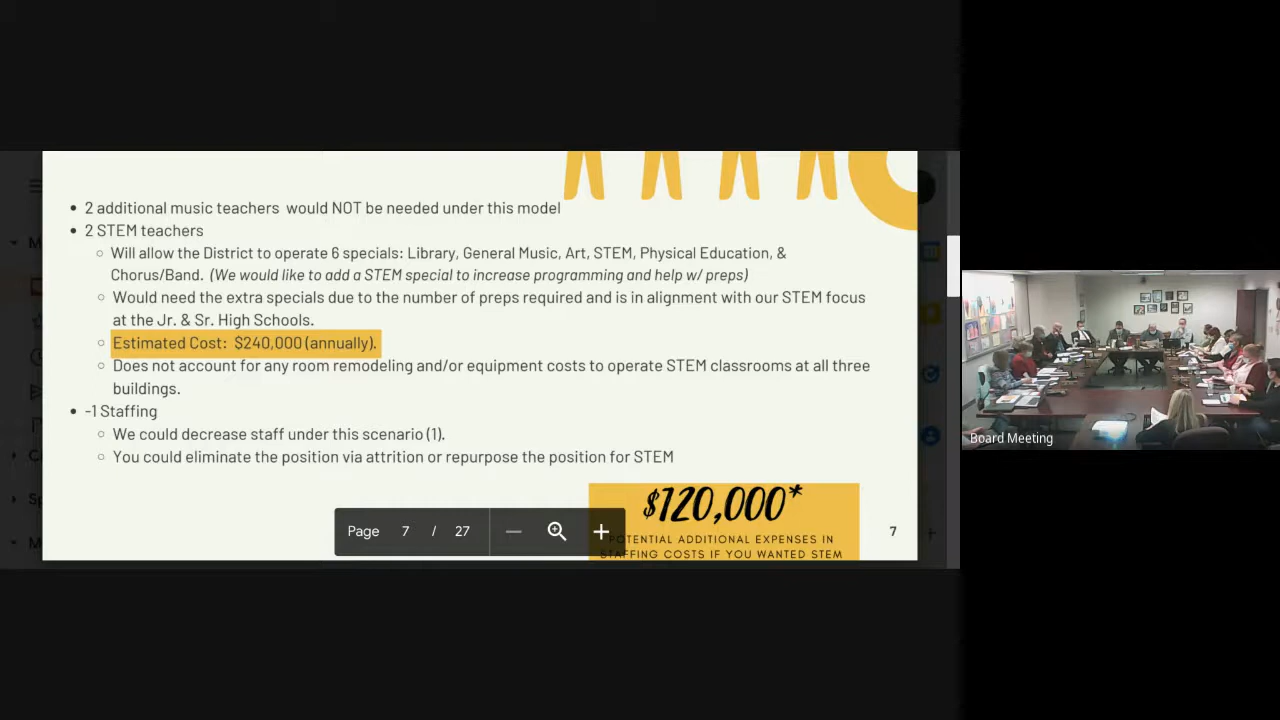 • 2 additional music teachers would NOT be needed under this model
• 2 STEM teachers
○ Will allow the District to operate 6 specials: Library, General Music, Art, STEM, Physical Education, &
Chorus/Band. (We would like to add a STEM special to increase programming and help w/ preps)
○ Would need the extra specials due to the number of preps required and is in alignment with our STEM focus
at the Jr. & Sr. High Schools.
○ Estimated Cost: $240,000 (annually).
○ Does not account for any room remodeling and/or equipment costs to operate STEM classrooms at all three
buildings.
• -1 Staffing
○ We could decrease staff under this scenario (1).
○ You could eliminate the position via attrition or repurpose the position for STEM
$120,000*
POTENTIAL ADDITIONAL EXPENSES IN
STAFFING COSTS IF YOU WANTED STEM
Page 7 / 27
7
Board Meeting